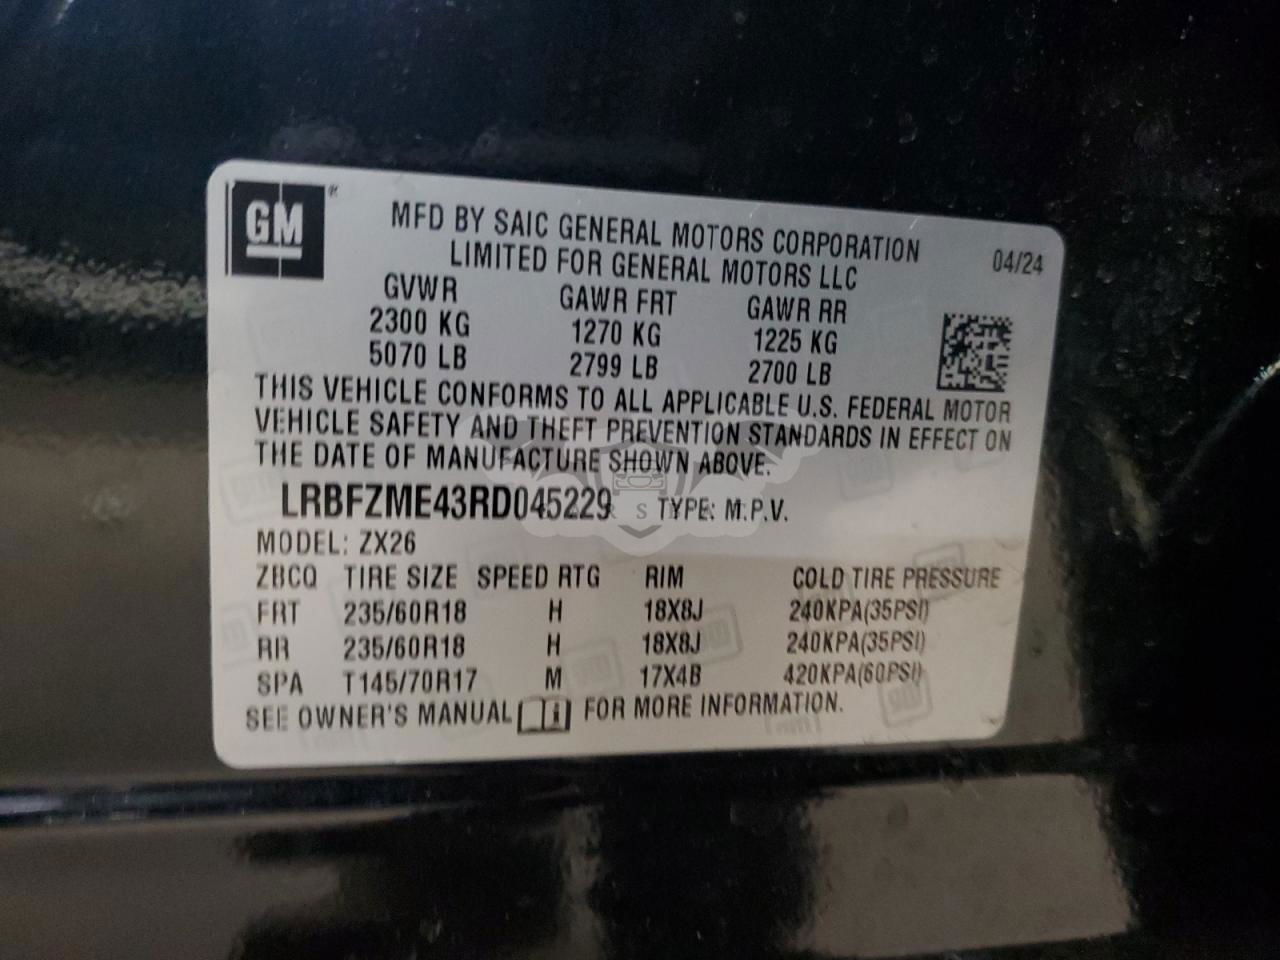 GM ®
MFD BY SAIC GENERAL MOTORS CORPORATION
LIMITED FOR GENERAL MOTORS LLC
04/24
GVWR GAWR FRT GAWR RR
2300 KG 1270 KG 1225 KG
5070 LB 2799 LB 2700 LB
THIS VEHICLE CONFORMS TO ALL APPLICABLE U.S. FEDERAL MOTOR
VEHICLE SAFETY AND THEFT PREVENTION STANDARDS IN EFFECT ON
THE DATE OF MANUFACTURE SHOWN ABOVE.
LRBFZME43RD045229 TYPE: M.P.V.
MODEL: ZX26
ZBCQ TIRE SIZE SPEED RTG RIM COLD TIRE PRESSURE
FRT 235/60R18 H 18X8J 240KPA(35PSI)
RR 235/60R18 H 18X8J 240KPA(35PSI)
SPA T145/70R17 M 17X4B 420KPA(60PSI)
SEE OWNER'S MANUAL i FOR MORE INFORMATION.